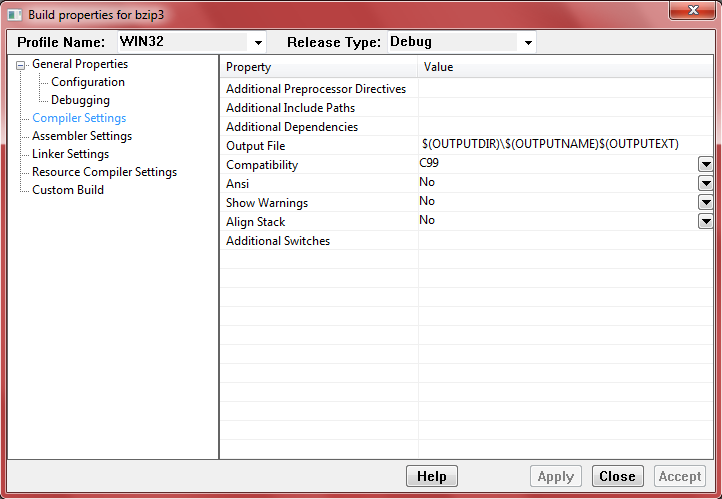 Build properties for bzip3
Profile Name: WIN32 Release Type: Debug
General Properties
Configuration
Debugging
Compiler Settings
Assembler Settings
Linker Settings
Resource Compiler Settings
Custom Build
Property Value
Additional Preprocessor Directives
Additional Include Paths
Additional Dependencies
Output File $(OUTPUTDIR)\$(OUTPUTNAME)$(OUTPUTEXT)
Compatibility C99
Ansi No
Show Warnings No
Align Stack No
Additional Switches
Help Apply Close Accept